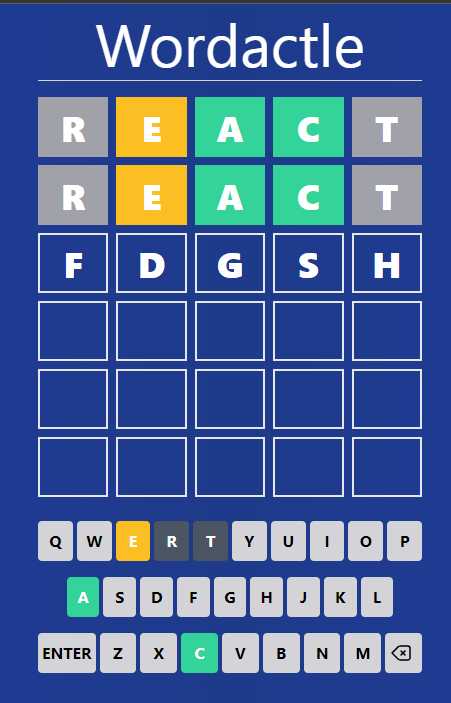 Wordactle
R E A C T
R E A C T
F D G S H
Q W E R T Y U I O P
A S D F G H J K L
ENTER Z X C V B N M